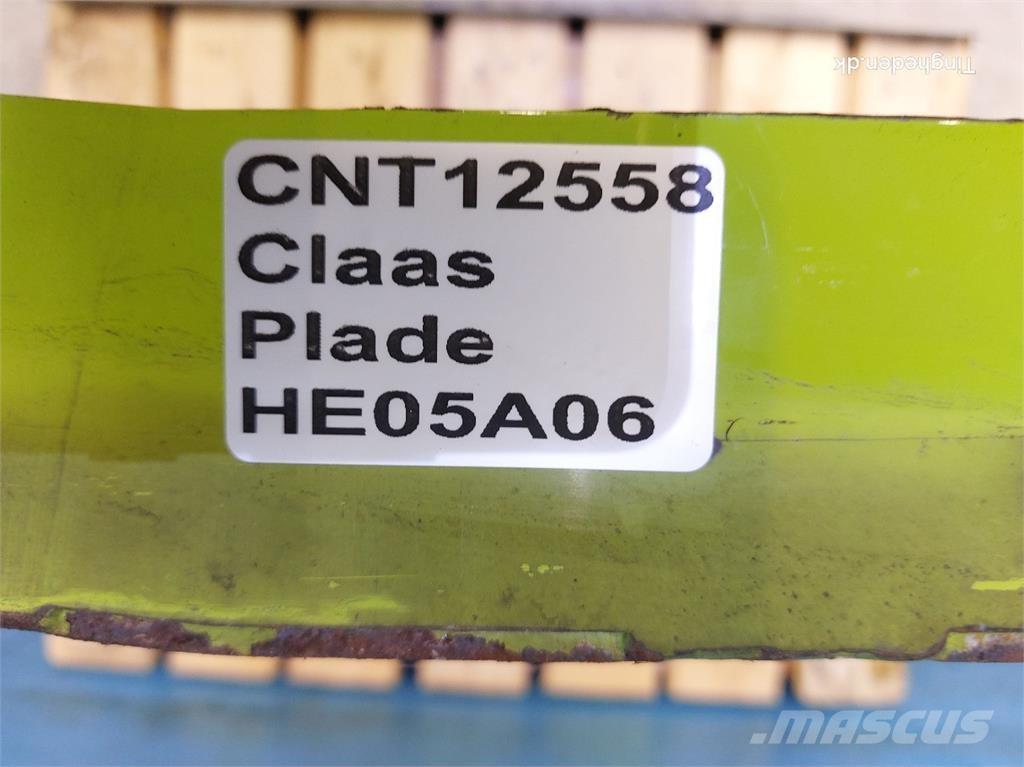 Tingheden.dk
CNT12558
Claas
Plade
HE05A06
.MASCUS